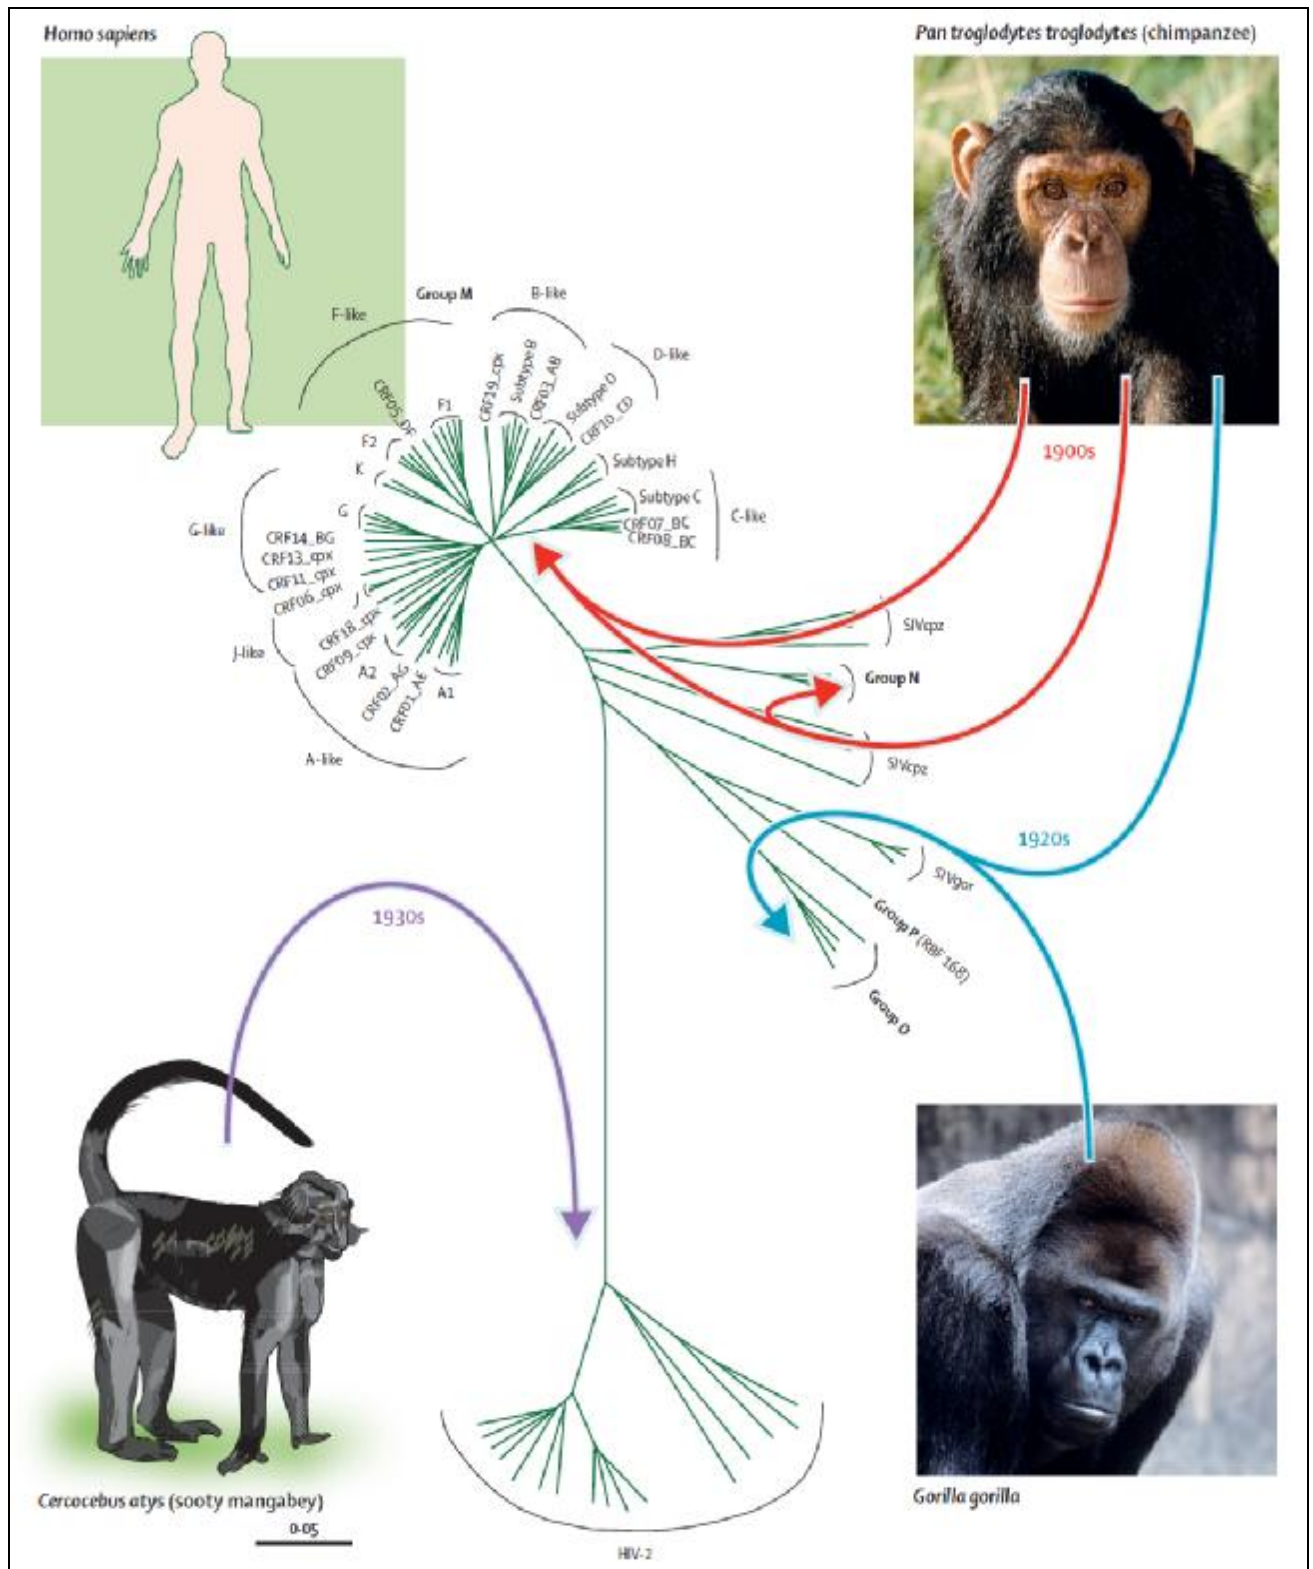 Homo sapiens
Pan troglodytes troglodytes (chimpanzee)
Group M
B-like
F-like
D-like
CRF05_DF
F1
CRF19_cpx
Subtype B
CRF03_AB
Subtype D
CRF10_CD
F2
K
Subtype H
G
Subtype C
C-like
G-like
CRF07_BC
CRF08_BC
CRF14_BG
CRF13_cpx
CRF11_cpx
CRF06_cpx
J
CRF18_cpx
CRF09_cpx
J-like
A2
CRF02_AG
CRF01_AE
A1
A-like
1900s
SIVcpz
Group N
SIVcpz
1920s
SIVgor
Group P (RBF 168)
Group O
1930s
Cercocebus atys (sooty mangabey)
0·05
Gorilla gorilla
HIV-2